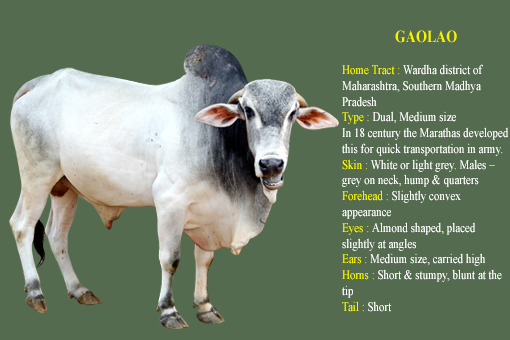 GAOLAO
Home Tract : Wardha district of
Maharashtra, Southern Madhya
Pradesh
Type : Dual, Medium size
In 18 century the Marathas developed
this for quick transportation in army.
Skin : White or light grey. Males –
grey on neck, hump & quarters
Forehead : Slightly convex
appearance
Eyes : Almond shaped, placed
slightly at angles
Ears : Medium size, carried high
Horns : Short & stumpy, blunt at the
tip
Tail : Short